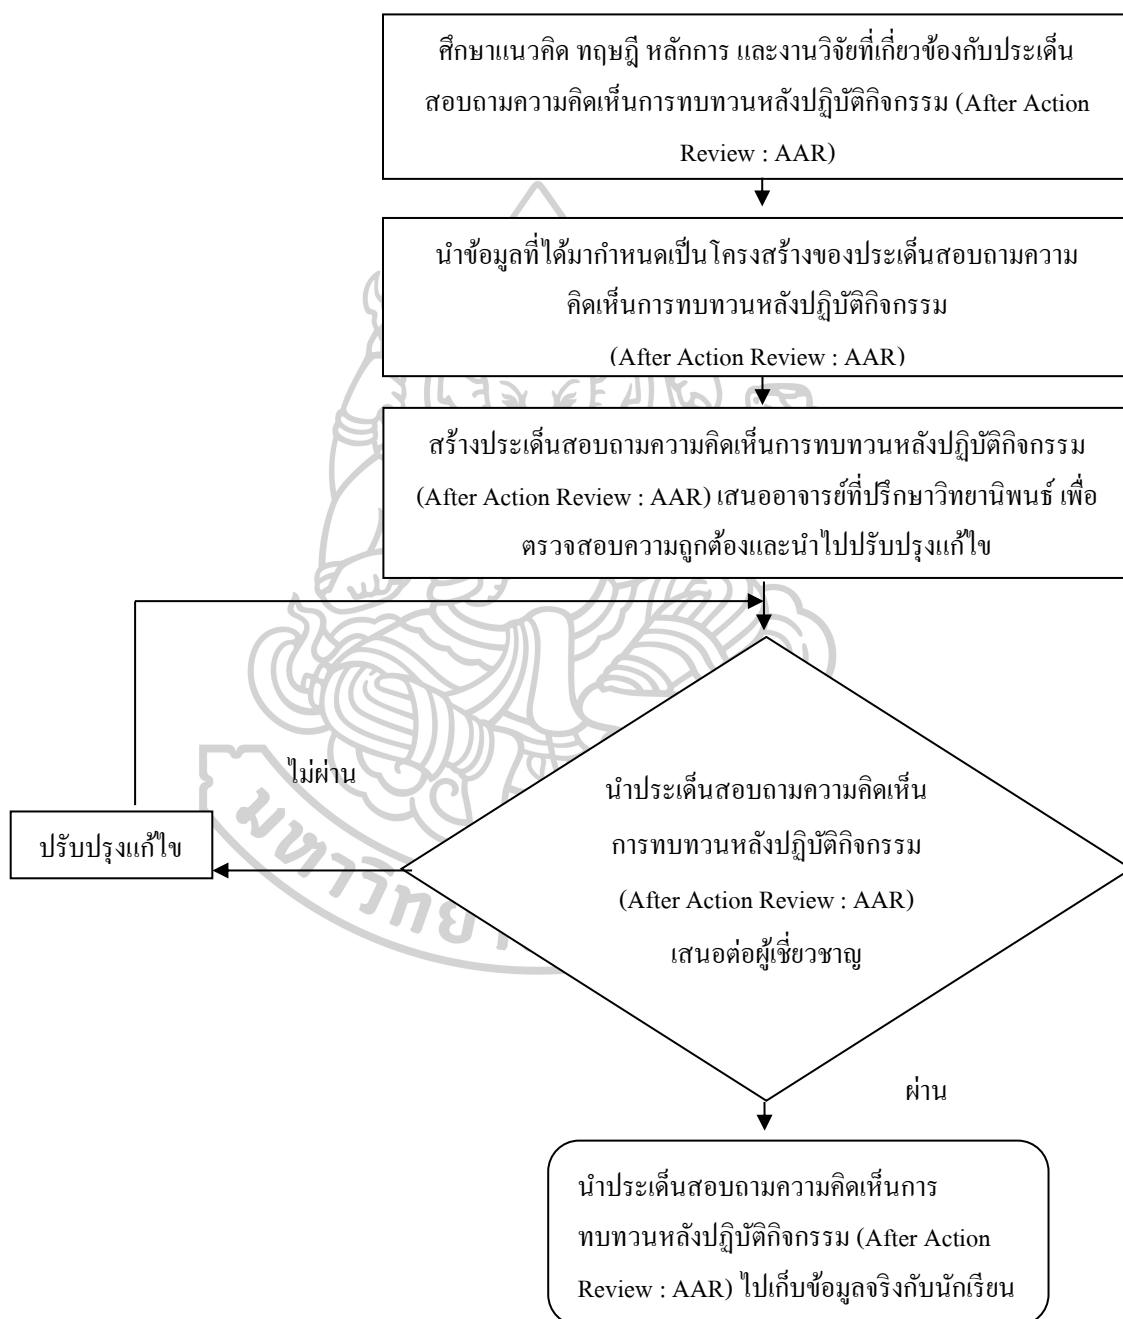 ศึกษาแนวคิด ทฤษฎี หลักการ และงานวิจัยที่เกี่ยวข้องกับประเด็น
สอบถามความคิดเห็นการทบทวนหลังปฏิบัติกิจกรรม (After Action
Review : AAR)
นำข้อมูลที่ได้มากำหนดเป็นโครงสร้างของประเด็นสอบถามความ
คิดเห็นการทบทวนหลังปฏิบัติกิจกรรม
(After Action Review : AAR)
สร้างประเด็นสอบถามความคิดเห็นการทบทวนหลังปฏิบัติกิจกรรม
(After Action Review : AAR) เสนออาจารย์ที่ปรึกษาวิทยานิพนธ์ เพื่อ
ตรวจสอบความถูกต้องและนำไปปรับปรุงแก้ไข
ไม่ผ่าน
ปรับปรุงแก้ไข
นำประเด็นสอบถามความคิดเห็น
การทบทวนหลังปฏิบัติกิจกรรม
(After Action Review : AAR)
เสนอต่อผู้เชี่ยวชาญ
ผ่าน
นำประเด็นสอบถามความคิดเห็นการ
ทบทวนหลังปฏิบัติกิจกรรม (After Action
Review : AAR) ไปเก็บข้อมูลจริงกับนักเรียน
มหาวิทยา